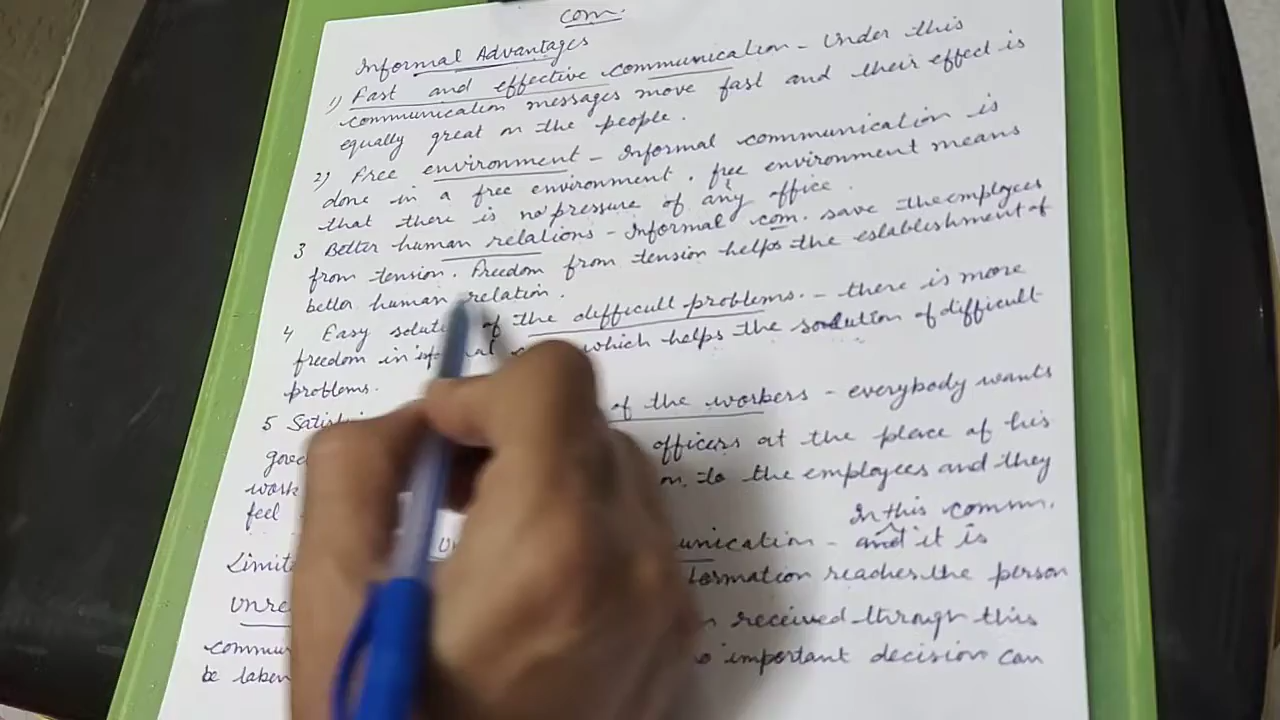 com.
Informal Advantages
1) Fast and effective communication - Under this
communication messages move fast and their effect is
equally great on the people.
2) Free environment - Informal communication is
done in a free environment. free environment means
that there is no pressure of any office.
3 Better human relations - Informal com. save the employees
from tension. Freedom from tension helps the establishment of
better human relation.
4 Easy of the difficult problems. - there is more
freedom in which helps the solution of difficult
problems.
5 of the workers - everybody wants
officers at the place of his
work to the employees and they
feel In this comm.
- and it is
reaches the person
received through this
important decision can
be taken